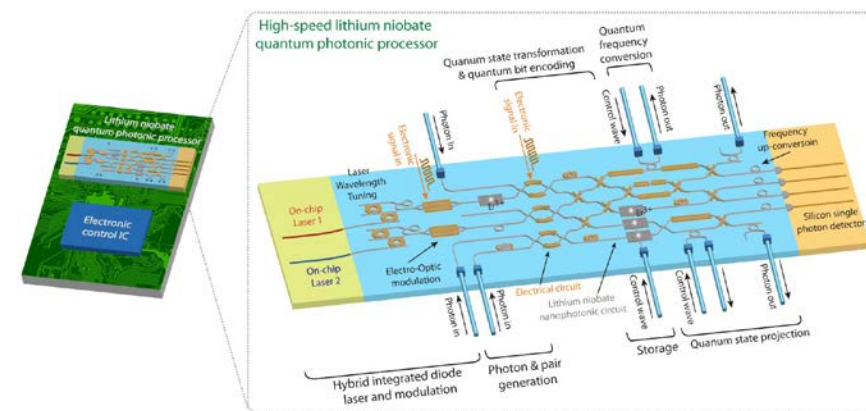 High-speed lithium niobate
quantum photonic processor
Quanum state transformation
& quantum bit encoding
Quantum
frequency
conversion
Electronic
signal in
Photon In
Electronic
signal in
Control wave
Photon out
Photon out
Frequency
up-conversoin
Laser
Wavelength
Tuning
On-chip
Laser 1
On-chip
Laser 2
Electro-Optic
modulation
Er3+
Er3+
Silicon single
photon detector
Electrical circuit
Lithium niobate
nanophotonic circuit
Photon in
Photon in
Control wave
Control wave
Photon out
Hybrid integrated diode
laser and modulation
Photon & pair
generation
Storage
Quanum state projection
Lithium niobate
quantum photonic processor
Electronic
control IC